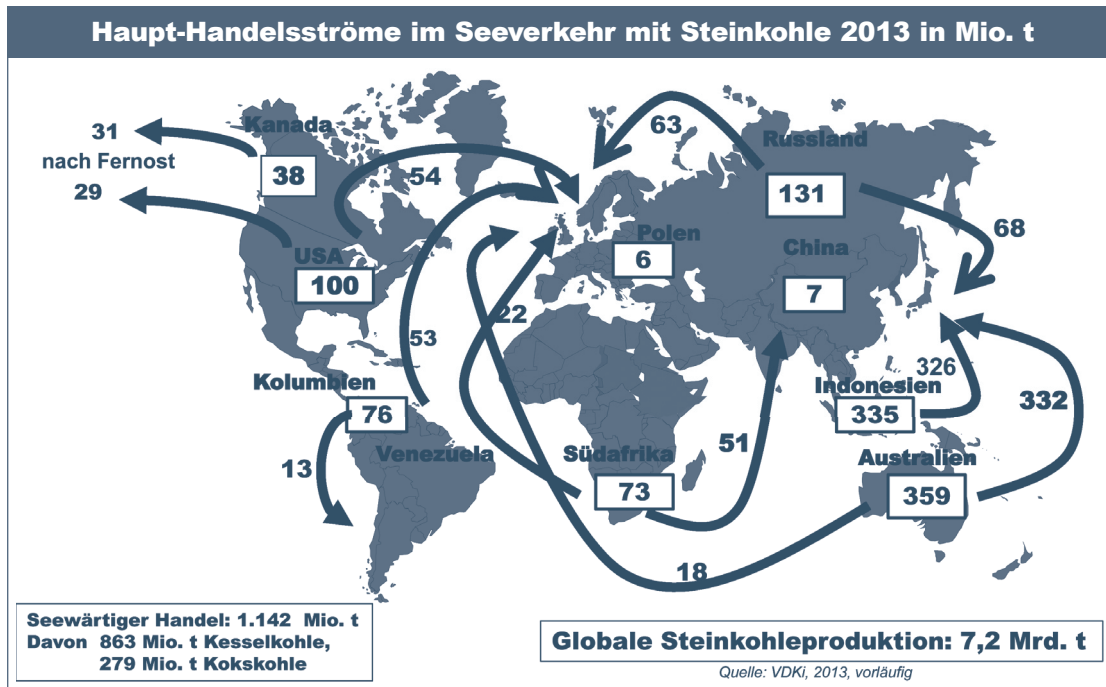 Haupt-Handelsströme im Seeverkehr mit Steinkohle 2013 in Mio. t
Kanada
38
31
nach Fernost
29
54
63
Russland
131
68
USA
100
Polen
6
China
7
53
22
Kolumbien
76
Venezuela
13
Südafrika
73
51
Indonesien
335
326
332
Australien
359
18
Seewärtiger Handel: 1.142 Mio. t
Davon 863 Mio. t Kesselkohle,
279 Mio. t Kokskohle
Globale Steinkohleproduktion: 7,2 Mrd. t
Quelle: VDKi, 2013, vorläufig